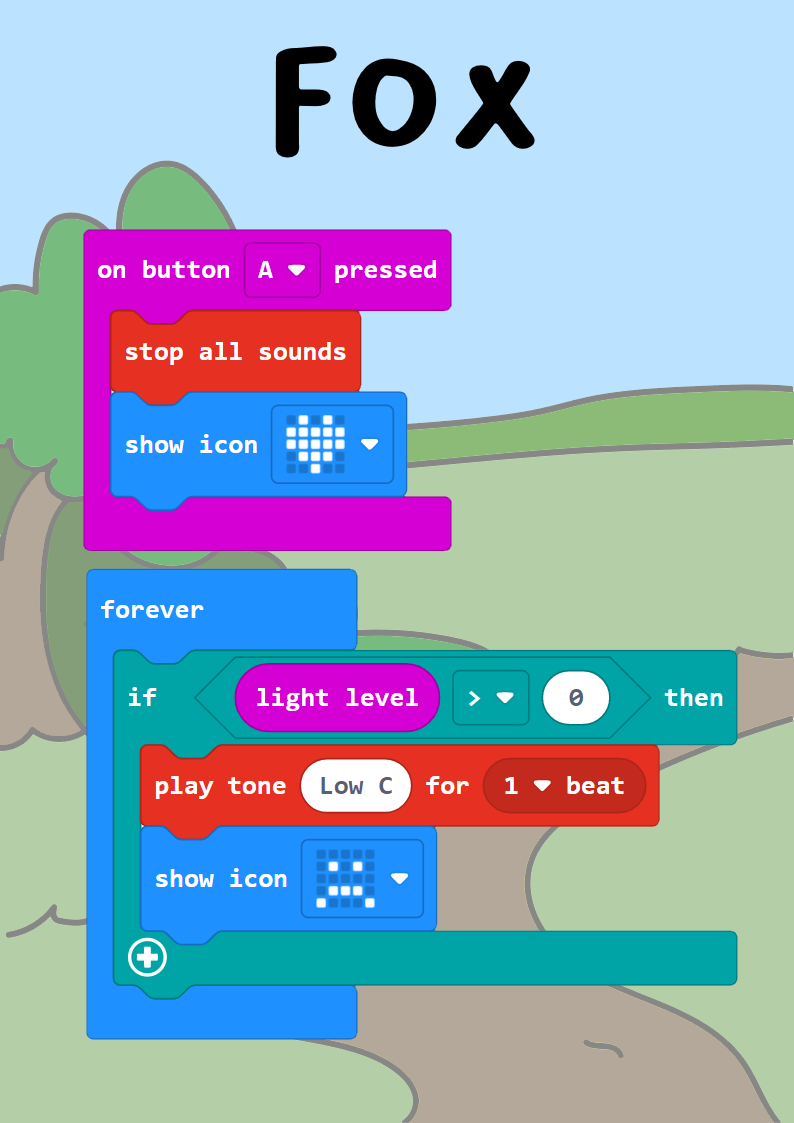 Fox
on button A pressed
stop all sounds
show icon
forever
if light level > 0 then
play tone Low C for 1 beat
show icon